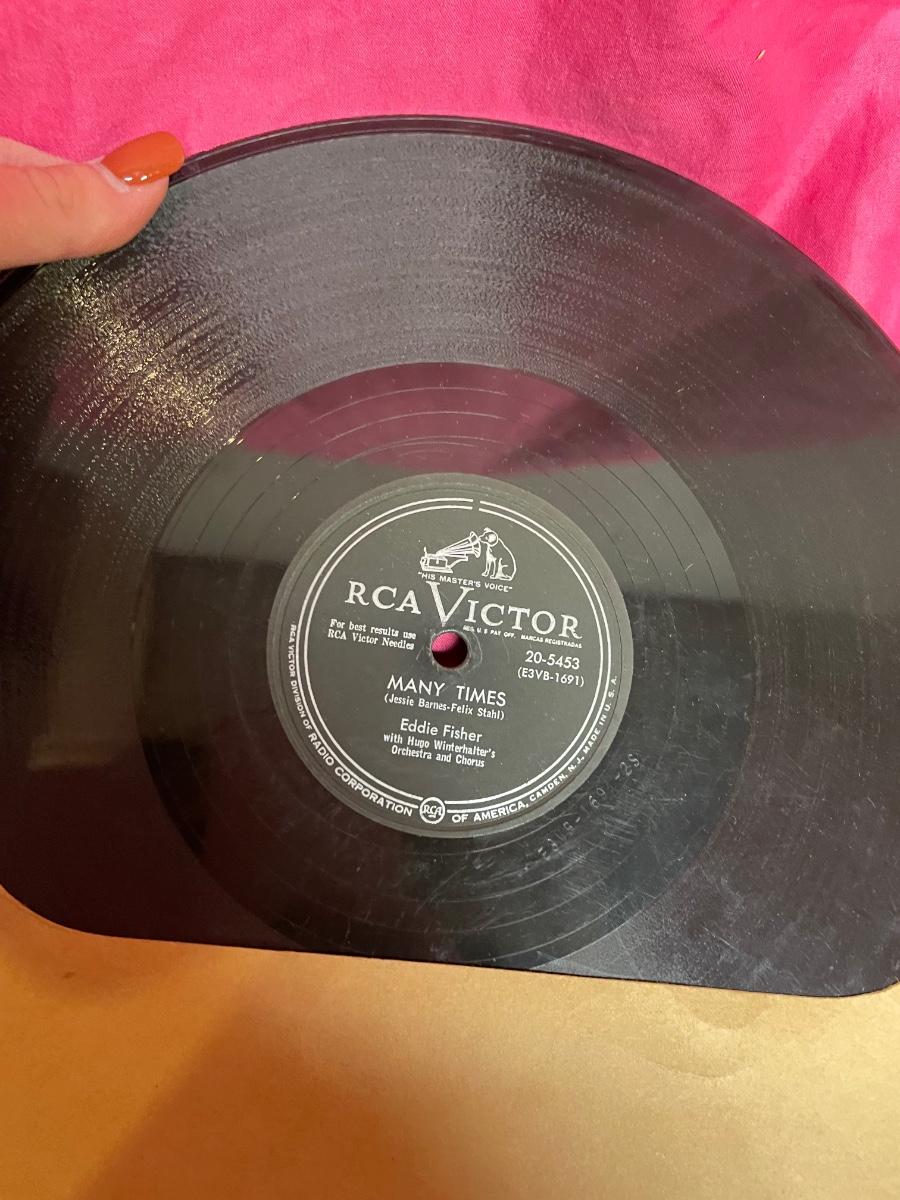 "HIS MASTER'S VOICE"
RCA VICTOR
REG. U S PAT OFF. MARCAS REGISTRADAS
For best results use
RCA Victor Needles
20-5453
(E3VB-1691)
MANY TIMES
(Jessie Barnes-Felix Stahl)
Eddie Fisher
with Hugo Winterhalter's
Orchestra and Chorus
RCA VICTOR DIVISION OF RADIO CORPORATION RCA OF AMERICA, CAMDEN, N. J. MADE IN U. S. A.